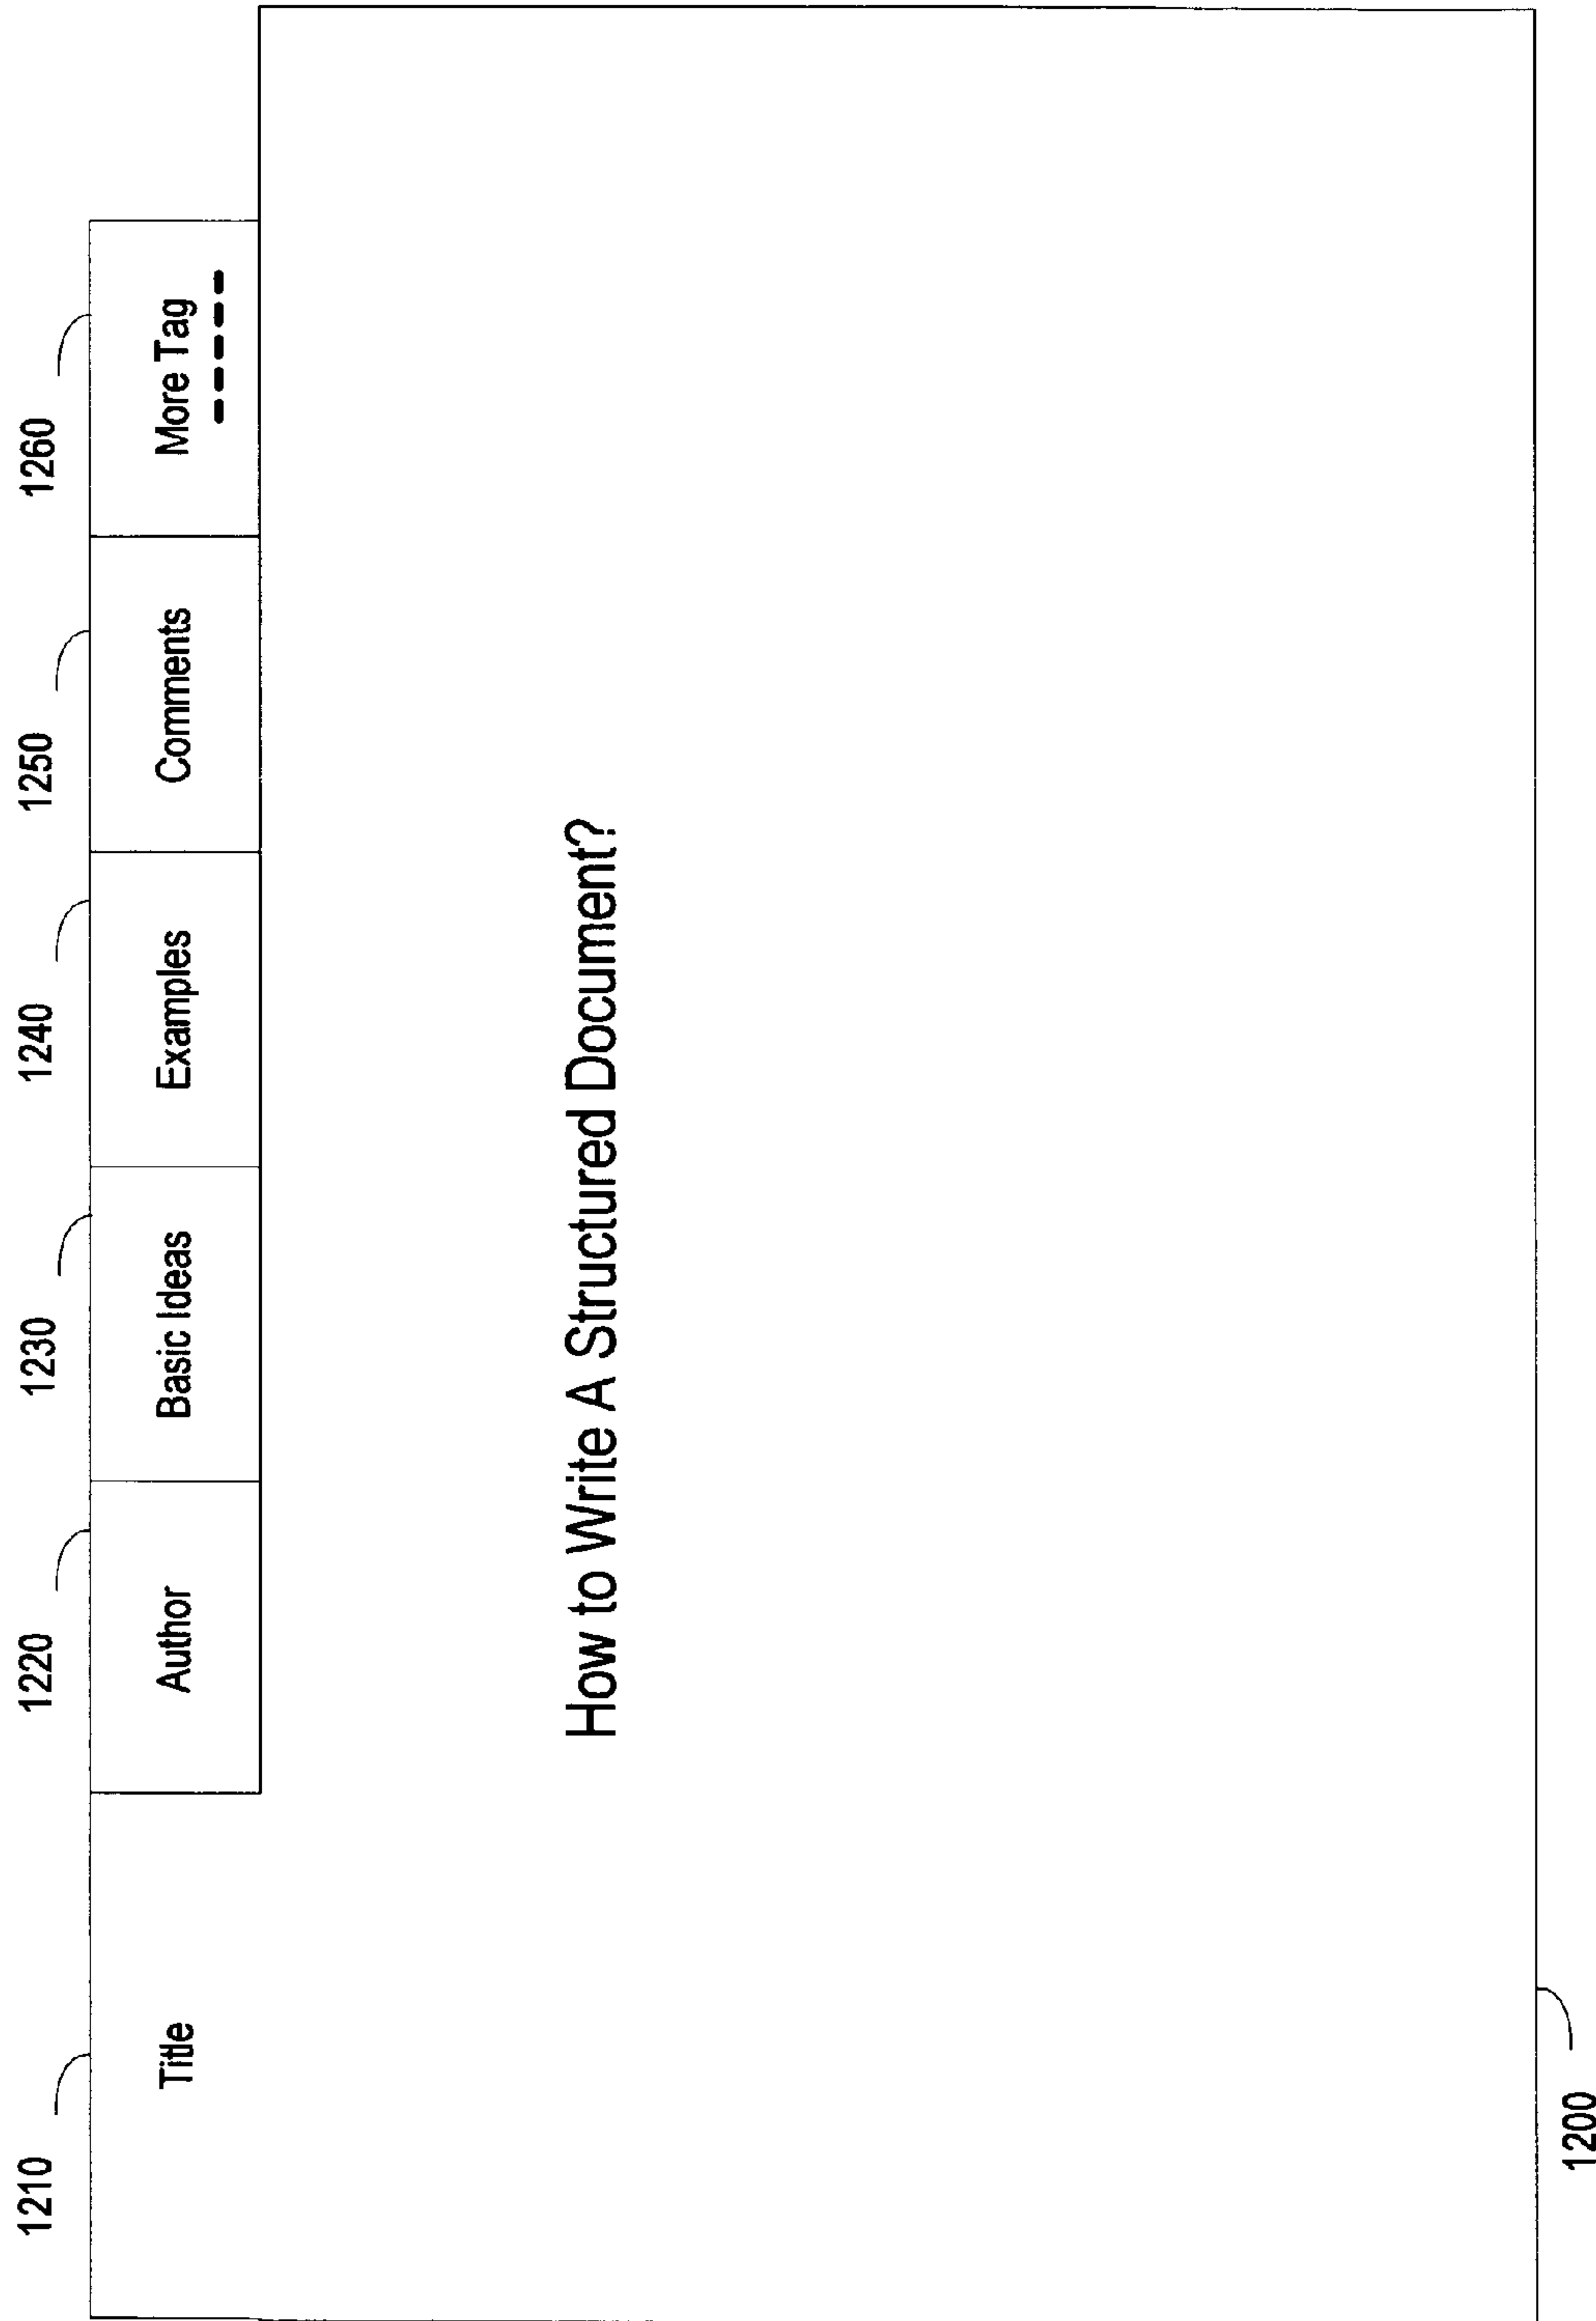 1210 1220 1230 1240 1250 1260
Title Author Basic Ideas Examples Comments More Tag
How to Write A Structured Document?
1200